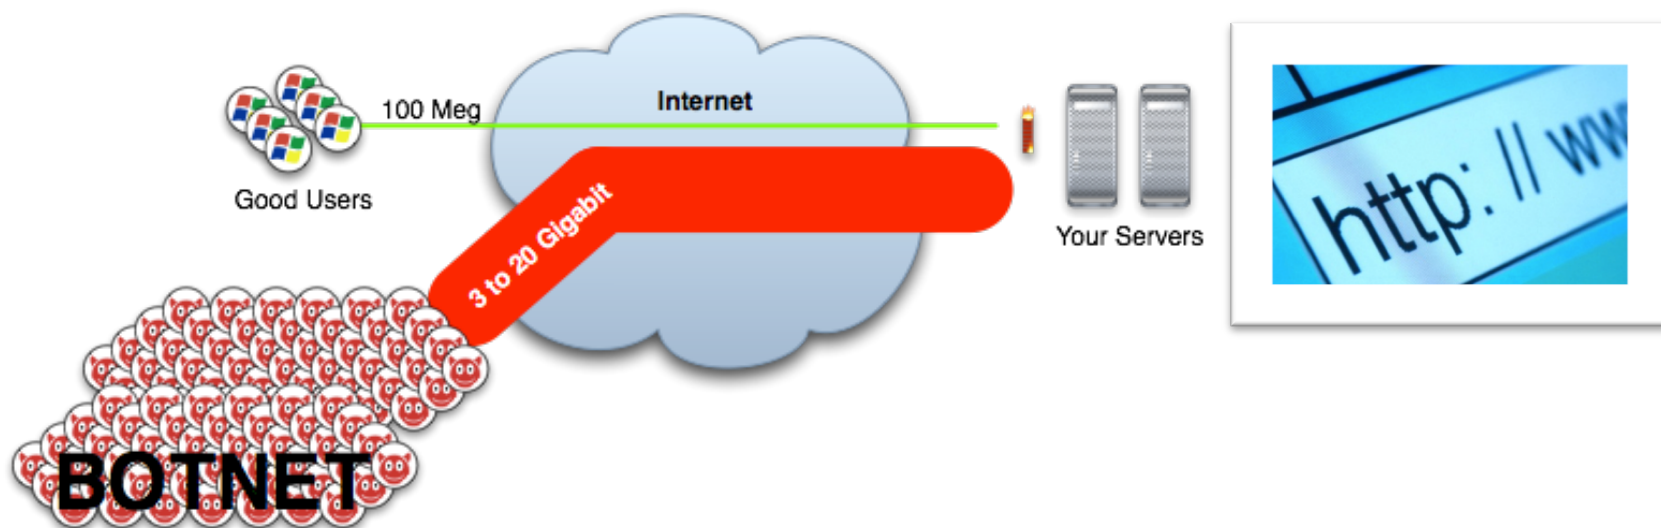 Internet
100 Meg
Good Users
3 to 20 Gigabit
Your Servers
http: // ww
BOTNET